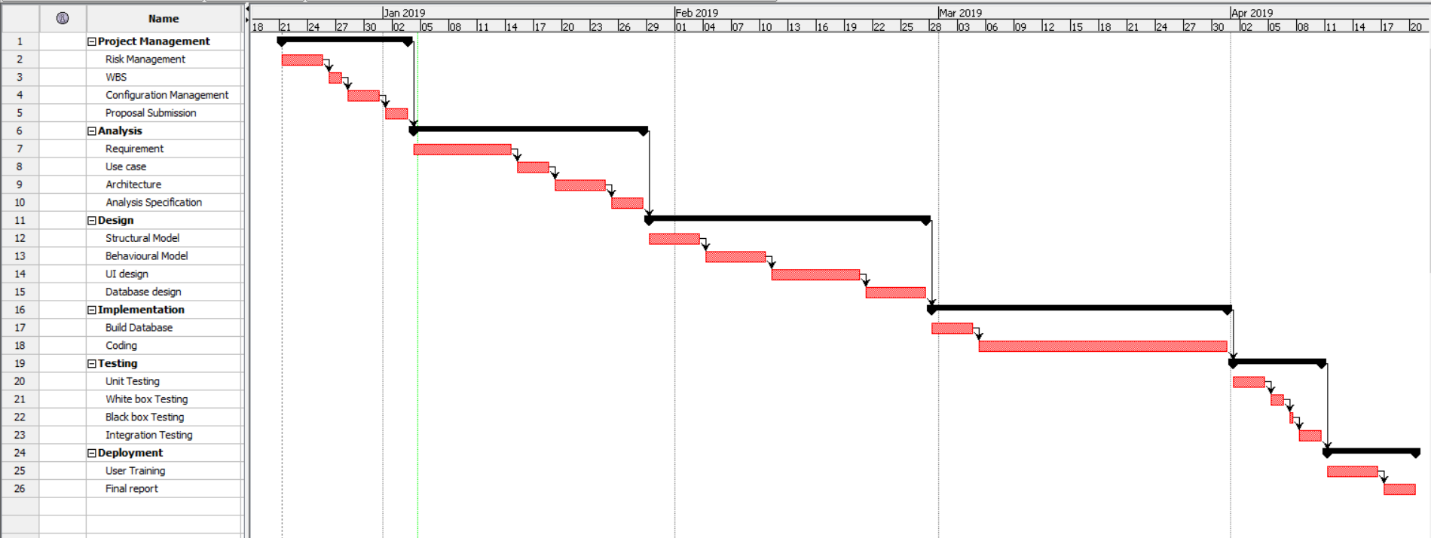 Name
Jan 2019 Feb 2019 Mar 2019 Apr 2019
18 21 24 27 30 02 05 08 11 14 17 20 23 26 29 01 04 07 10 13 16 19 22 25 28 03 06 09 12 15 18 21 24 27 30 02 05 08 11 14 17 20
1 Project Management
2 Risk Management
3 WBS
4 Configuration Management
5 Proposal Submission
6 Analysis
7 Requirement
8 Use case
9 Architecture
10 Analysis Specification
11 Design
12 Structural Model
13 Behavioural Model
14 UI design
15 Database design
16 Implementation
17 Build Database
18 Coding
19 Testing
20 Unit Testing
21 White box Testing
22 Black box Testing
23 Integration Testing
24 Deployment
25 User Training
26 Final report